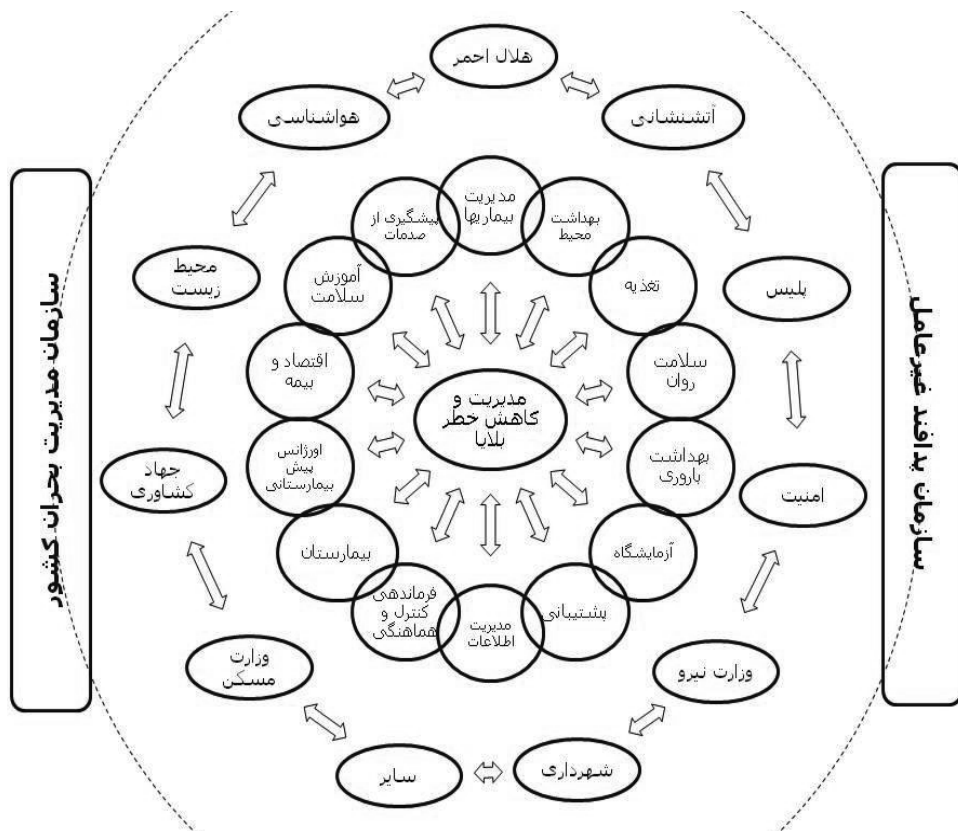 هلال احمر
هواشناسی
آتشنشانی
مدیریت
بیماریها
پیشگیری از
صدمات
بهداشت
محیط
آموزش
سلامت
تغذیه
محیط
زیست
پلیس
اقتصاد و
بیمه
سلامت
روان
مدیریت و
کاهش خطر
بلایا
اورژانس
پیش
بیمارستانی
بهداشت
باروری
جهاد
کشاوری
امنیت
بیمارستان
آزمایشگاه
فرماندهی
کنترل و
هماهنگی
مدیریت
اطلاعات
پشتیبانی
وزارت
مسکن
وزارت نیرو
سایر
شهرداری
سازمان مدیریت بحران کشور
سازمان پدافند غیرعامل